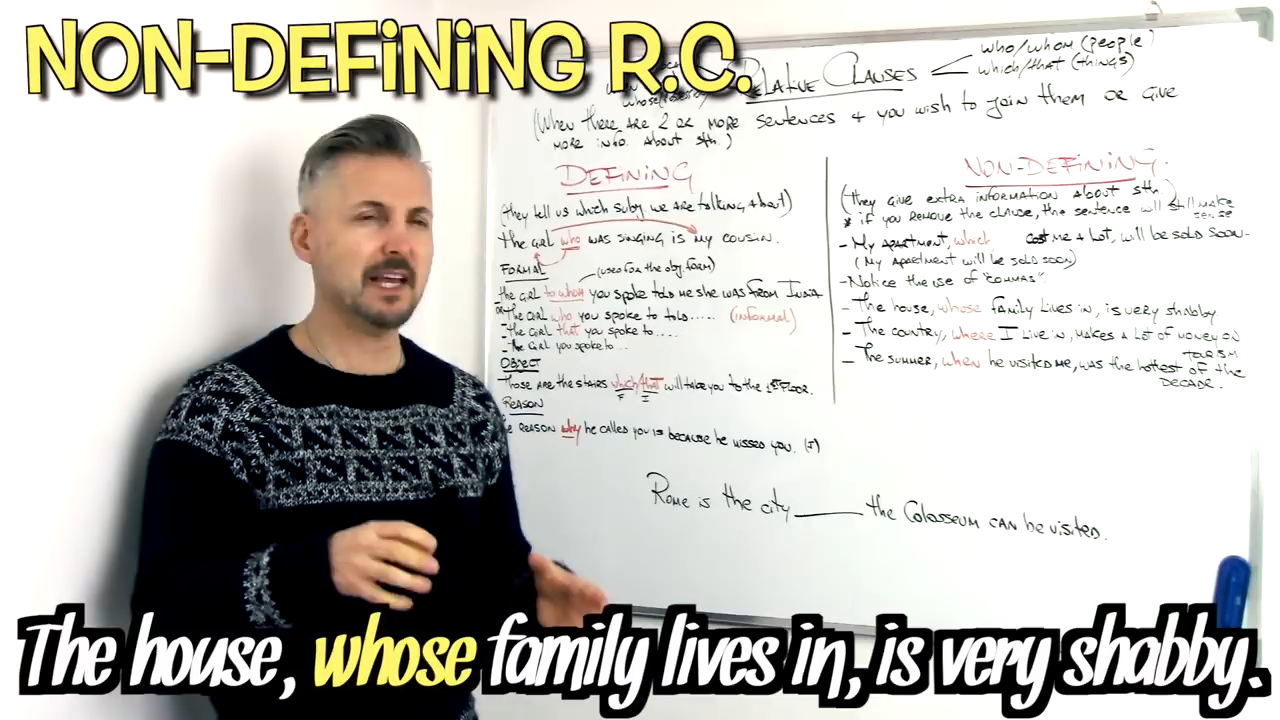 NON-DEFINING R.C.
RELATIVE CLAUSES
who/whom (people)
which/that (things)
(When there are 2 or more sentences & you wish to join them or give
more info. about sth.)
DEFINING
(they tell us which subj we are talking about)
The girl who was singing is my cousin.
FORMAL
(used for the obj. form)
The girl to whom you spoke told me she was from India
or The girl who you spoke to told..... (informal)
- The girl that you spoke to....
- The girl you spoke to...
OBJECT
Those are the stairs which/that will take you to the 1st floor.
F I
REASON
reason why he called you is because he missed you. (I)
NON-DEFINING.
(They give extra information about sth)
* if you remove the clause, the sentence will still make
sense
- My apartment, which cost me a lot, will be sold soon-
(My apartment will be sold soon)
- Notice the use of "commas"
- The house, whose family lives in, is very shabby.
- The country, where I live in, makes a lot of money on
tourism
- The summer, when he visited me, was the hottest of the
decade.
Rome is the city ______ the Colosseum can be visited.
The house, whose family lives in, is very shabby.